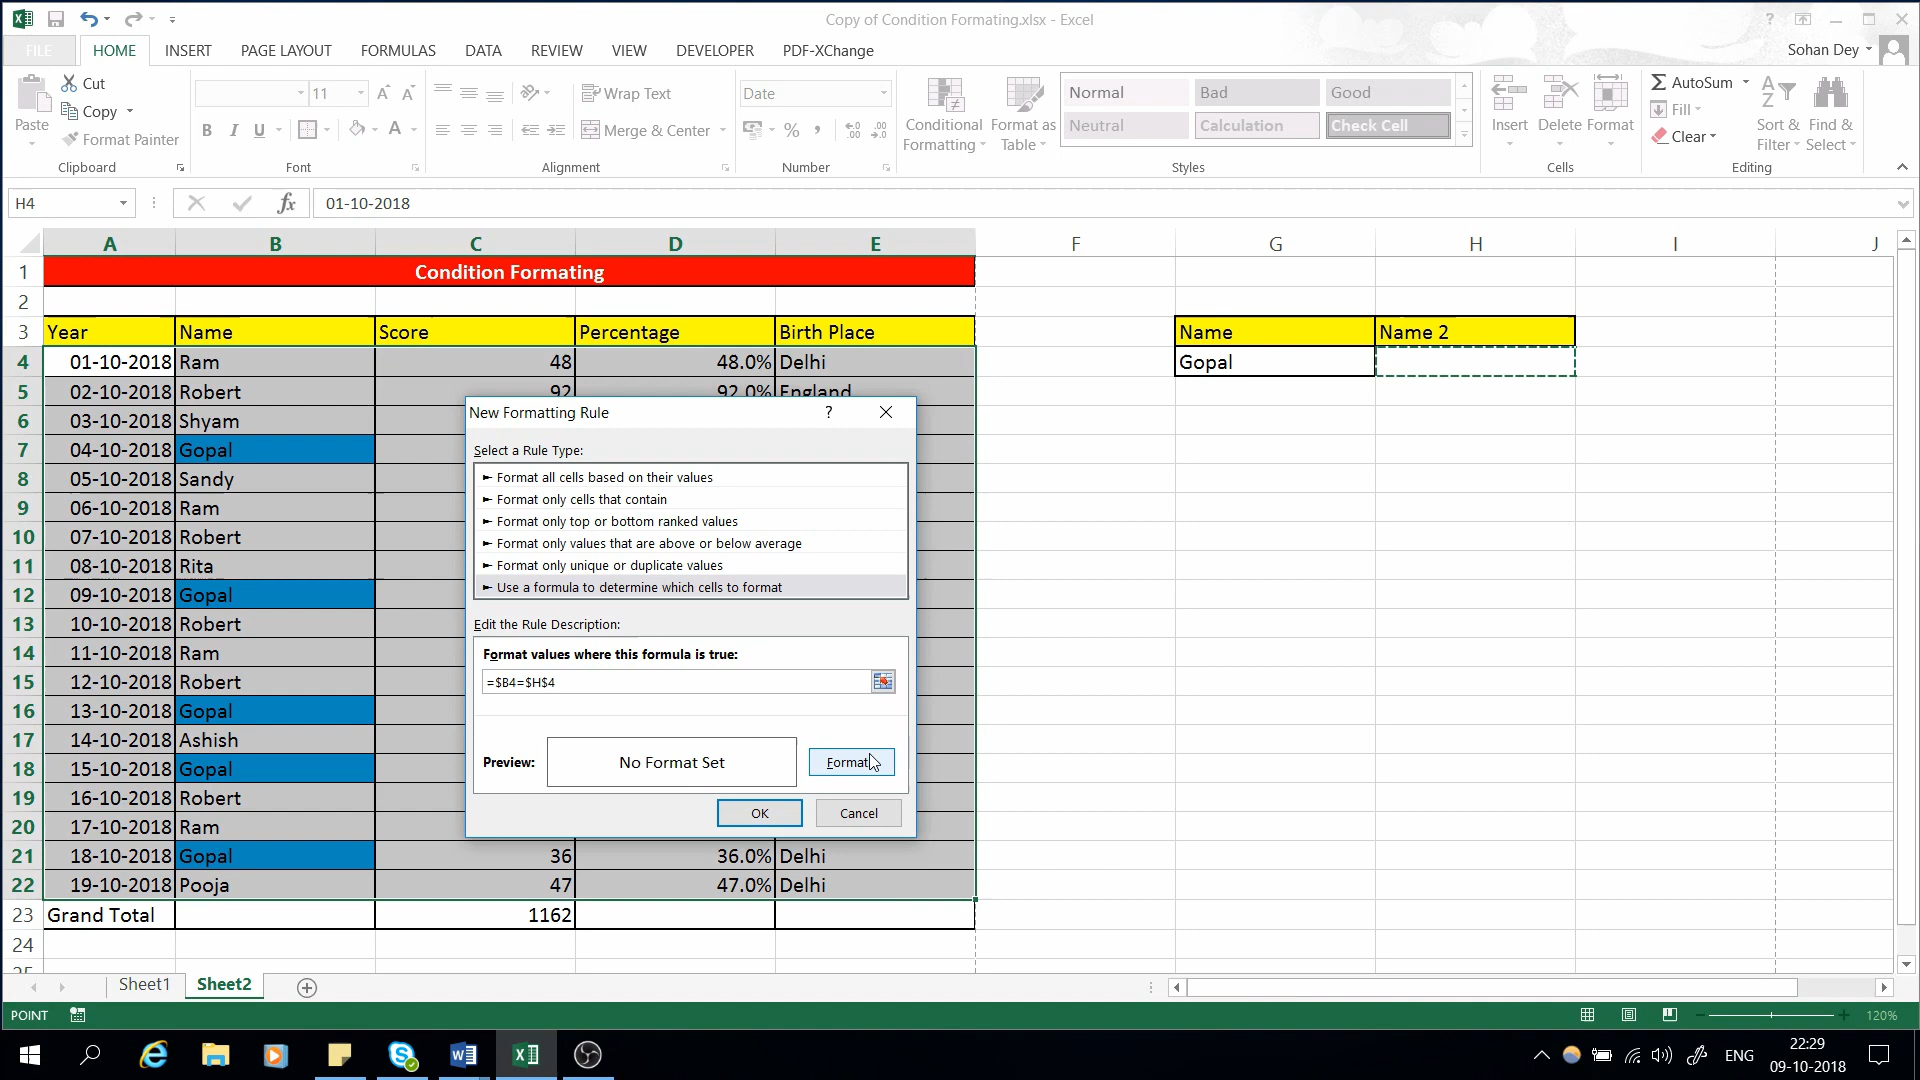 Copy of Condition Formating.xlsx - Excel
?
FILE
HOME
INSERT
PAGE LAYOUT
FORMULAS
DATA
REVIEW
VIEW
DEVELOPER
PDF-XChange
Sohan Dey
Paste
Cut
Copy
Format Painter
Clipboard
11
A A
B I U
A
Font
Wrap Text
Merge & Center
Alignment
Date
% ,
Number
Conditional Formatting
Format as Table
Normal Bad Good
Neutral Calculation Check Cell
Styles
Insert Delete Format
Cells
AutoSum
Fill
Clear
Sort & Filter
Find & Select
Editing
H4
fx
01-10-2018
A B C D E F G H I J
1 Condition Formating
2
3 Year Name Score Percentage Birth Place Name Name 2
4 01-10-2018 Ram 48 48.0% Delhi Gopal
5 02-10-2018 Robert 92 92.0% England
6 03-10-2018 Shyam
7 04-10-2018 Gopal
8 05-10-2018 Sandy
9 06-10-2018 Ram
10 07-10-2018 Robert
11 08-10-2018 Rita
12 09-10-2018 Gopal
13 10-10-2018 Robert
14 11-10-2018 Ram
15 12-10-2018 Robert
16 13-10-2018 Gopal
17 14-10-2018 Ashish
18 15-10-2018 Gopal
19 16-10-2018 Robert
20 17-10-2018 Ram
21 18-10-2018 Gopal 36 36.0% Delhi
22 19-10-2018 Pooja 47 47.0% Delhi
23 Grand Total 1162
24
25
New Formatting Rule
?
Select a Rule Type:
► Format all cells based on their values
► Format only cells that contain
► Format only top or bottom ranked values
► Format only values that are above or below average
► Format only unique or duplicate values
► Use a formula to determine which cells to format
Edit the Rule Description:
Format values where this formula is true:
=$B4=$H$4
Preview:
No Format Set
Format
OK
Cancel
Sheet1
Sheet2
POINT
120%
ENG
22:29
09-10-2018